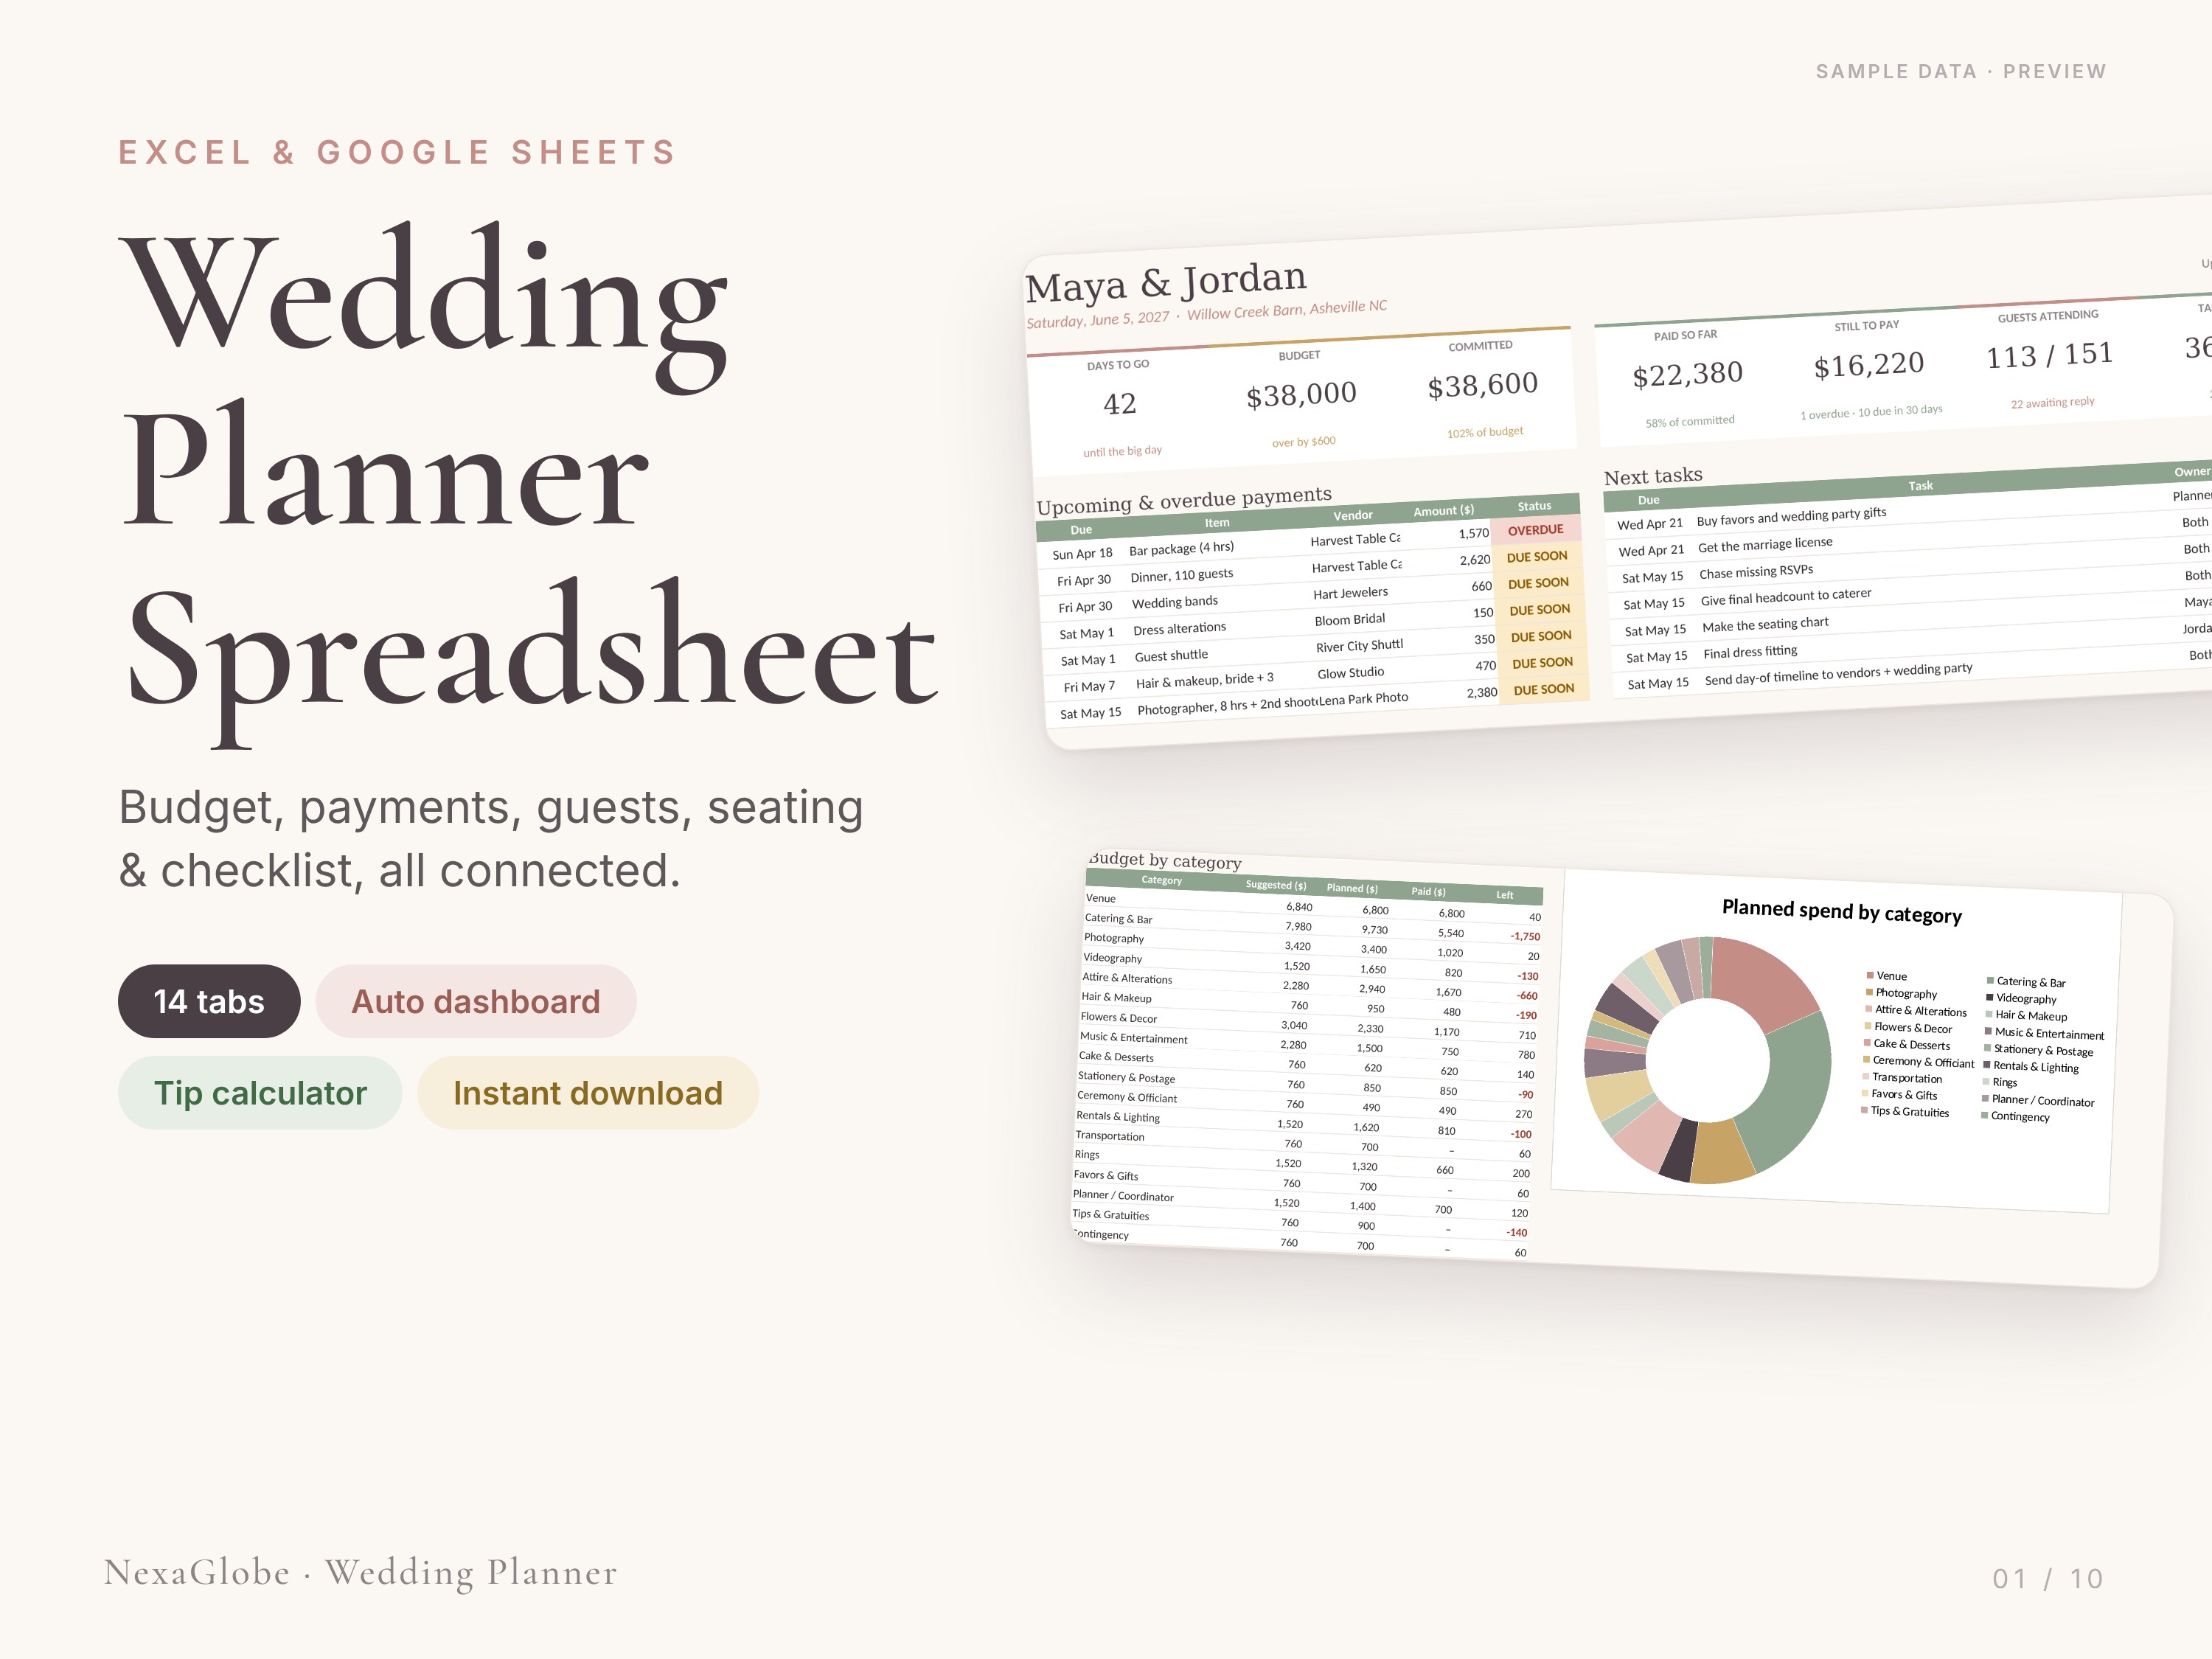 SAMPLE DATA · PREVIEW
EXCEL & GOOGLE SHEETS
Wedding
Planner
Spreadsheet
Budget, payments, guests, seating
& checklist, all connected.
14 tabs
Auto dashboard
Tip calculator
Instant download
Maya & Jordan
Saturday, June 5, 2027 · Willow Creek Barn, Asheville NC
DAYS TO GO
42
until the big day
BUDGET
$38,000
over by $600
COMMITTED
$38,600
102% of budget
PAID SO FAR
$22,380
58% of committed
STILL TO PAY
$16,220
1 overdue · 10 due in 30 days
GUESTS ATTENDING
113 / 151
22 awaiting reply
Upcoming & overdue payments
Due Item Vendor Amount ($) Status
Sun Apr 18 Bar package (4 hrs) Harvest Table Ca 1,570 OVERDUE
Fri Apr 30 Dinner, 110 guests Harvest Table Ca 2,620 DUE SOON
Fri Apr 30 Wedding bands Hart Jewelers 660 DUE SOON
Sat May 1 Dress alterations Bloom Bridal 150 DUE SOON
Sat May 1 Guest shuttle River City Shuttl 350 DUE SOON
Fri May 7 Hair & makeup, bride + 3 Glow Studio 470 DUE SOON
Sat May 15 Photographer, 8 hrs + 2nd shoot Lena Park Photo 2,380 DUE SOON
Next tasks
Due Task Owner
Wed Apr 21 Buy favors and wedding party gifts Planner
Wed Apr 21 Get the marriage license Both
Sat May 15 Chase missing RSVPs Both
Sat May 15 Give final headcount to caterer Both
Sat May 15 Make the seating chart Maya
Sat May 15 Final dress fitting Jorda
Sat May 15 Send day-of timeline to vendors + wedding party Both
Budget by category
Category Suggested ($) Planned ($) Paid ($) Left
Venue 6,840 6,800 6,800 40
Catering & Bar 7,980 9,730 5,540 -1,750
Photography 3,420 3,400 1,020 20
Videography 1,520 1,650 820 -130
Attire & Alterations 2,280 2,940 1,670 -660
Hair & Makeup 760 950 480 -190
Flowers & Decor 3,040 2,330 1,170 710
Music & Entertainment 2,280 1,500 750 780
Cake & Desserts 760 620 620 140
Stationery & Postage 760 850 850 -90
Ceremony & Officiant 760 490 490 270
Rentals & Lighting 1,520 1,620 810 -100
Transportation 760 700 – 60
Rings 1,520 1,320 660 200
Favors & Gifts 760 700 – 60
Planner / Coordinator 1,520 1,400 700 120
Tips & Gratuities 760 900 – -140
Contingency 760 700 – 60
Planned spend by category
Venue Catering & Bar
Photography Videography
Attire & Alterations Hair & Makeup
Flowers & Decor Music & Entertainment
Cake & Desserts Stationery & Postage
Ceremony & Officiant Rentals & Lighting
Transportation Rings
Favors & Gifts Planner / Coordinator
Tips & Gratuities Contingency
NexaGlobe · Wedding Planner
01 / 10